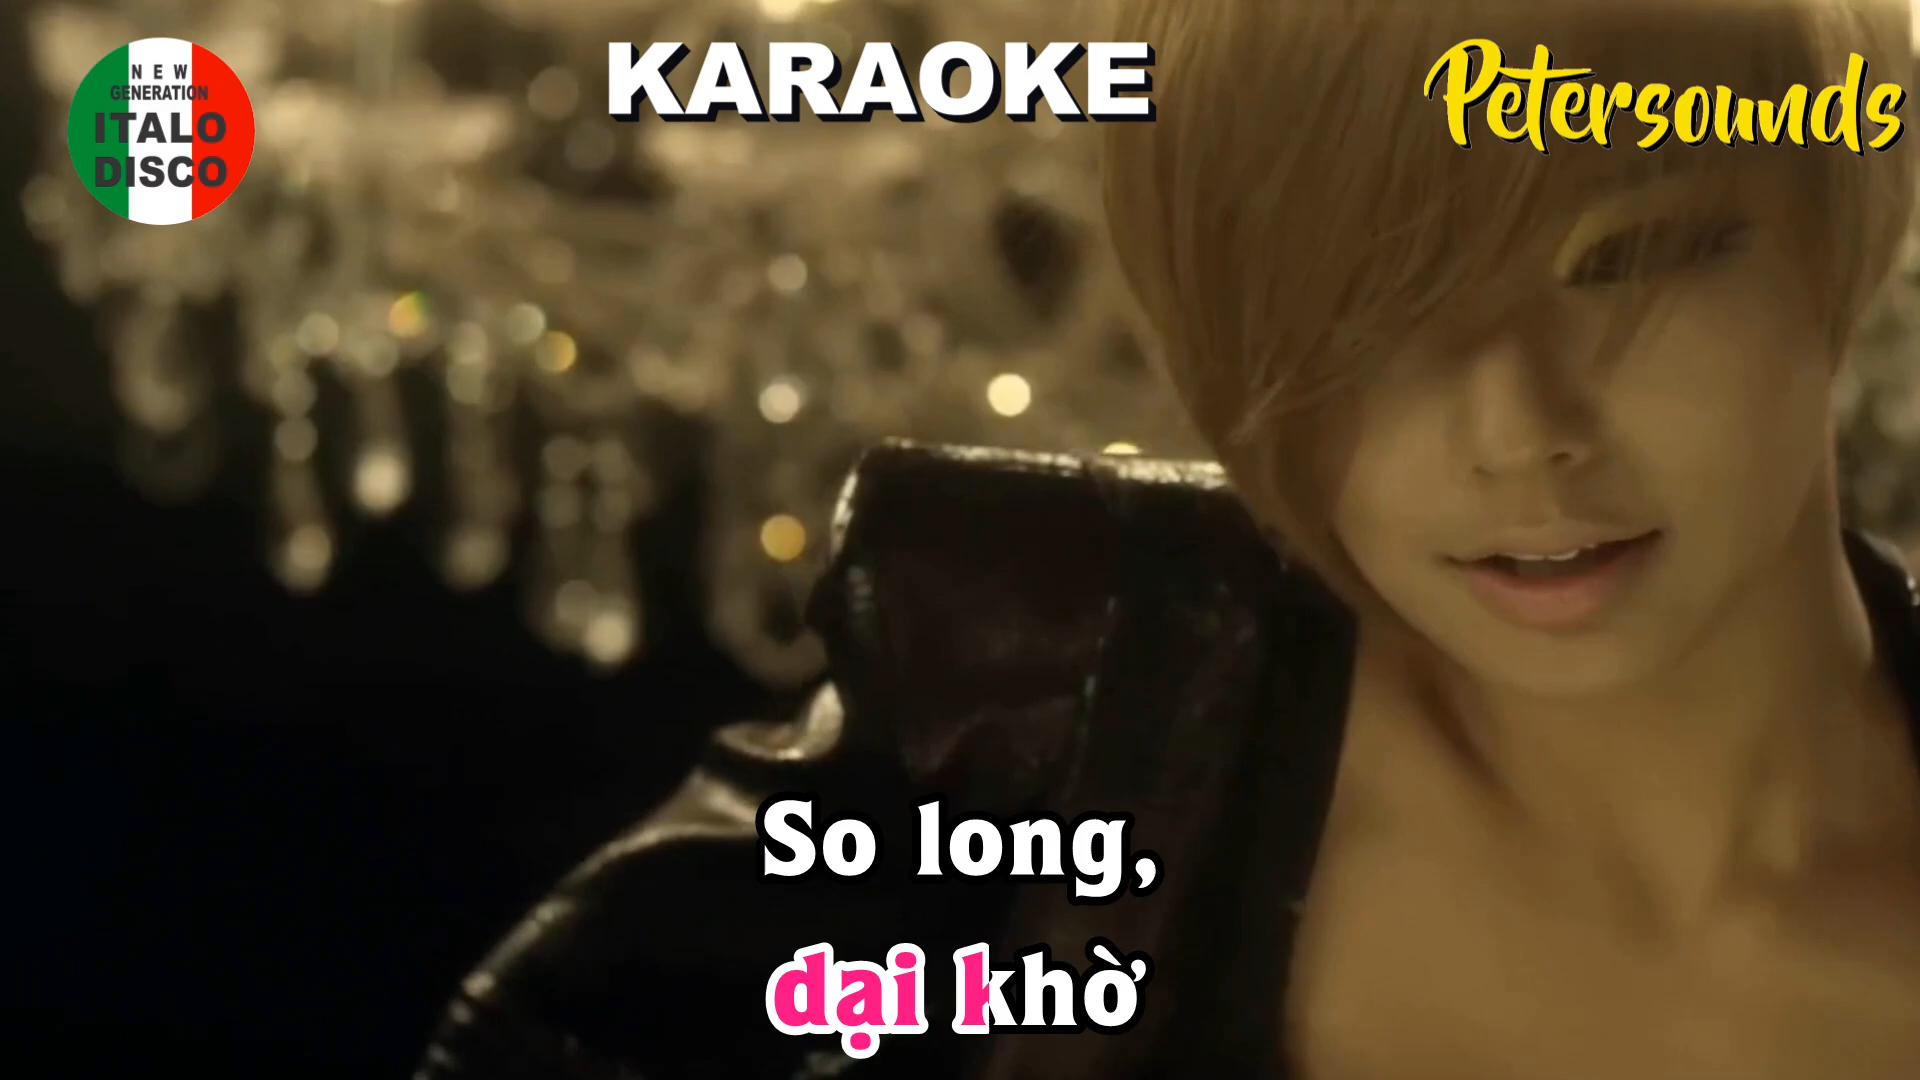 NEW
GENERATION
ITALO
DISCO
KARAOKE
Petersounds
So long,
dại khờ